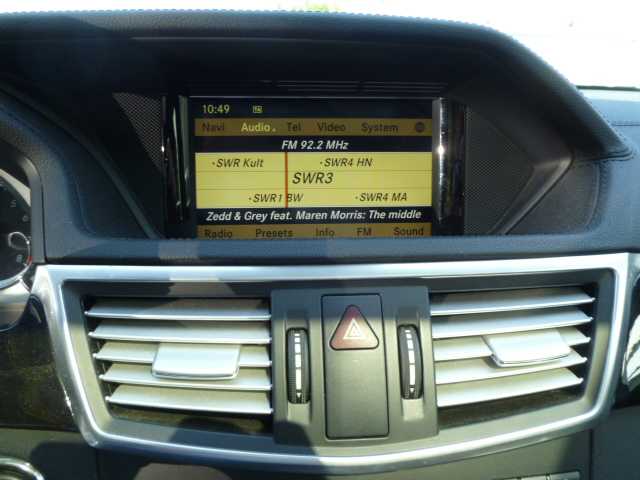 10:49
Navi Audio Tel Video System
FM 92.2 MHz
SWR Kult SWR4 HN
SWR3
SWR1 BW SWR4 MA
Zedd & Grey feat. Maren Morris: The middle
Radio Presets Info FM Sound